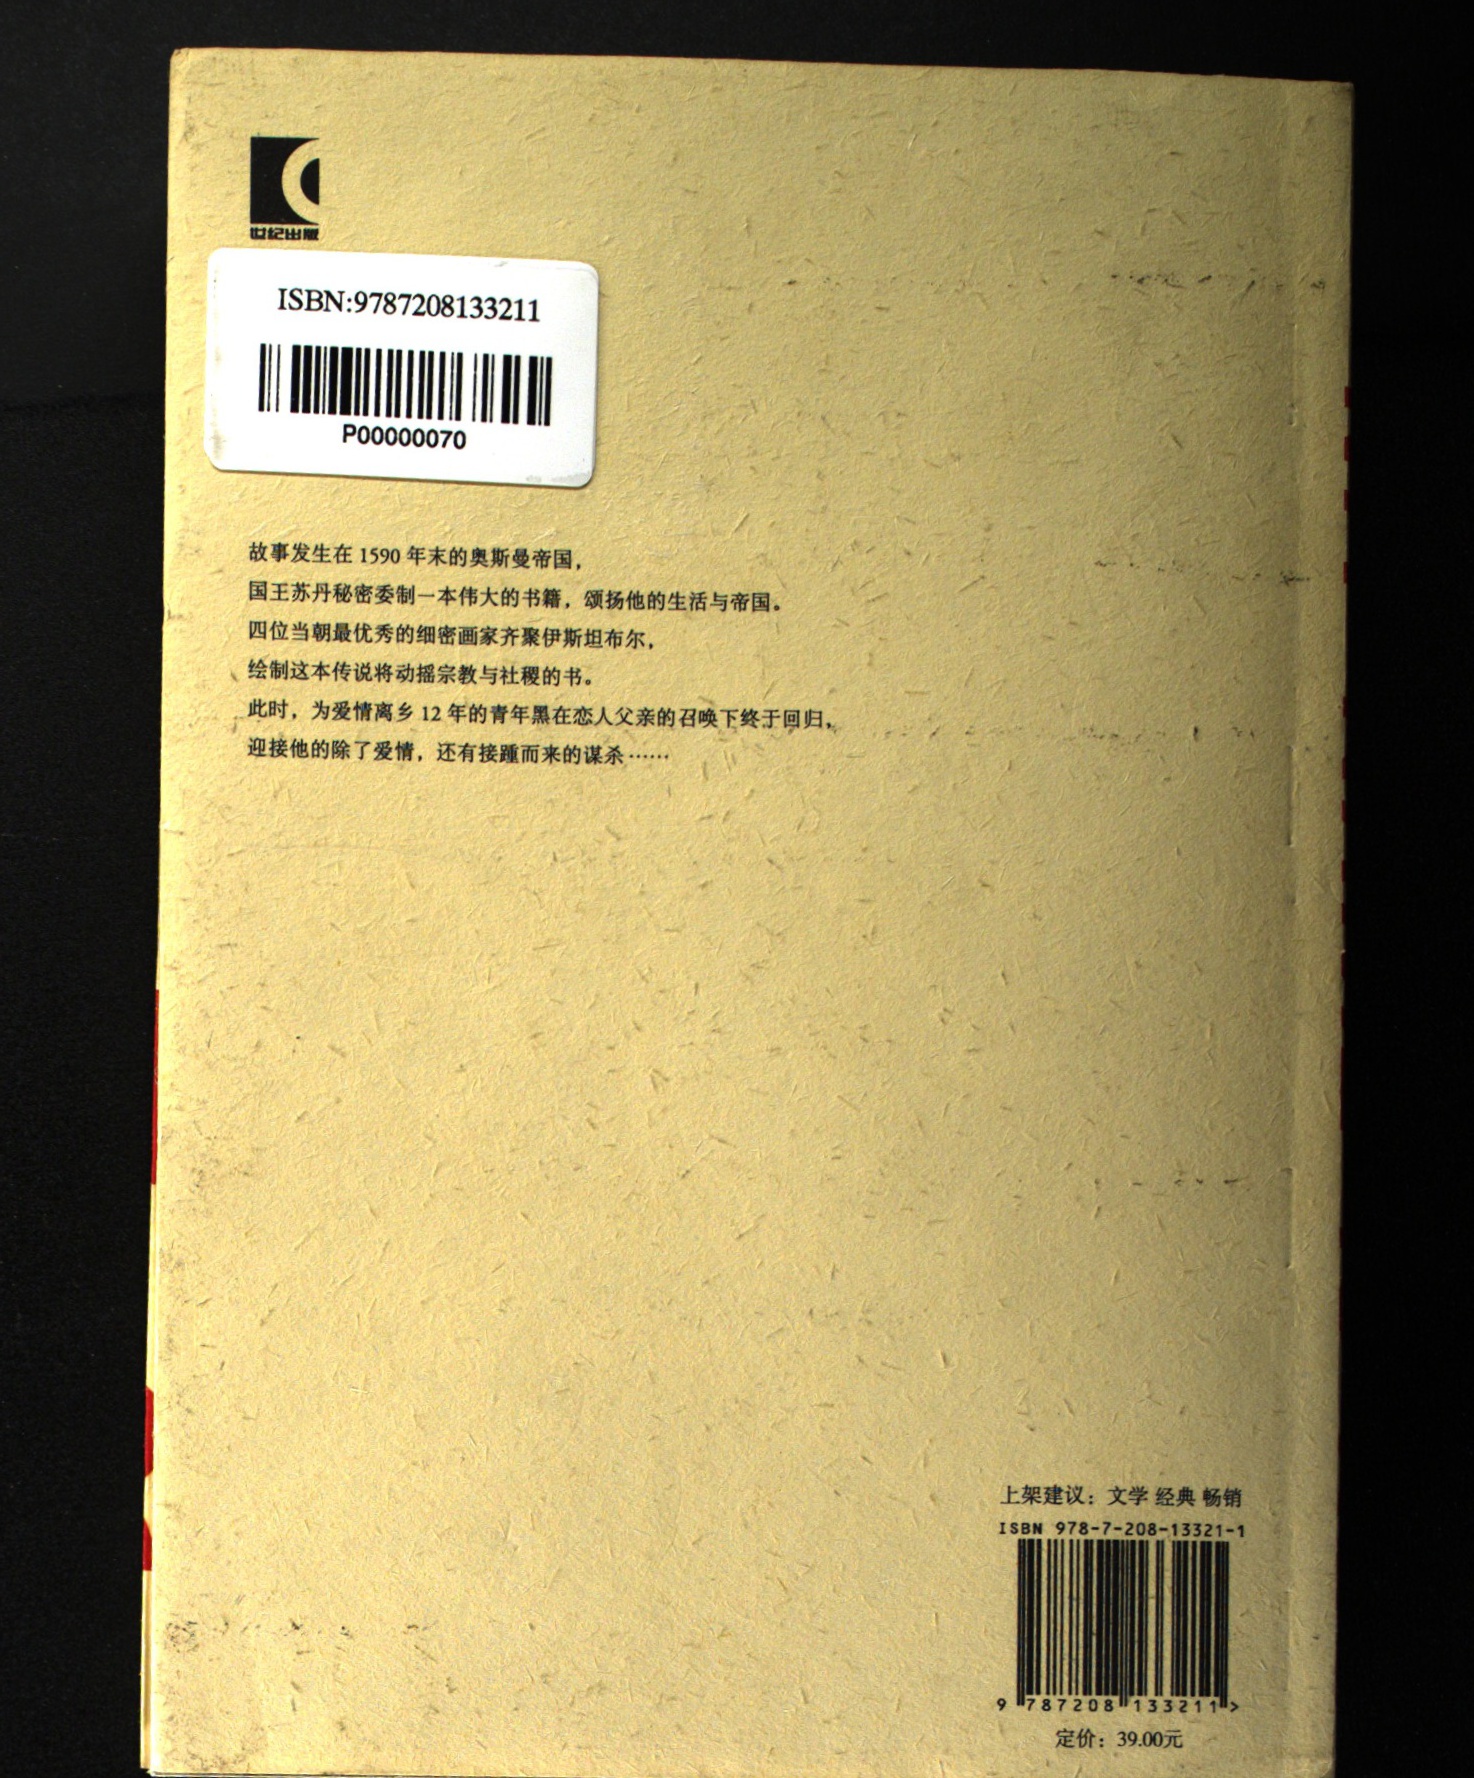 世纪出版
ISBN:9787208133211
P00000070
故事发生在 1590 年末的奥斯曼帝国，
国王苏丹秘密委制一本伟大的书籍，颂扬他的生活与帝国。
四位当朝最优秀的细密画家齐聚伊斯坦布尔，
绘制这本传说将动摇宗教与社稷的书。
此时，为爱情离乡 12 年的青年黑在恋人父亲的召唤下终于回归，
迎接他的除了爱情，还有接踵而来的谋杀……
上架建议：文学 经典 畅销
ISBN 978-7-208-13321-1
9 787208 133211 >
定价：39.00元